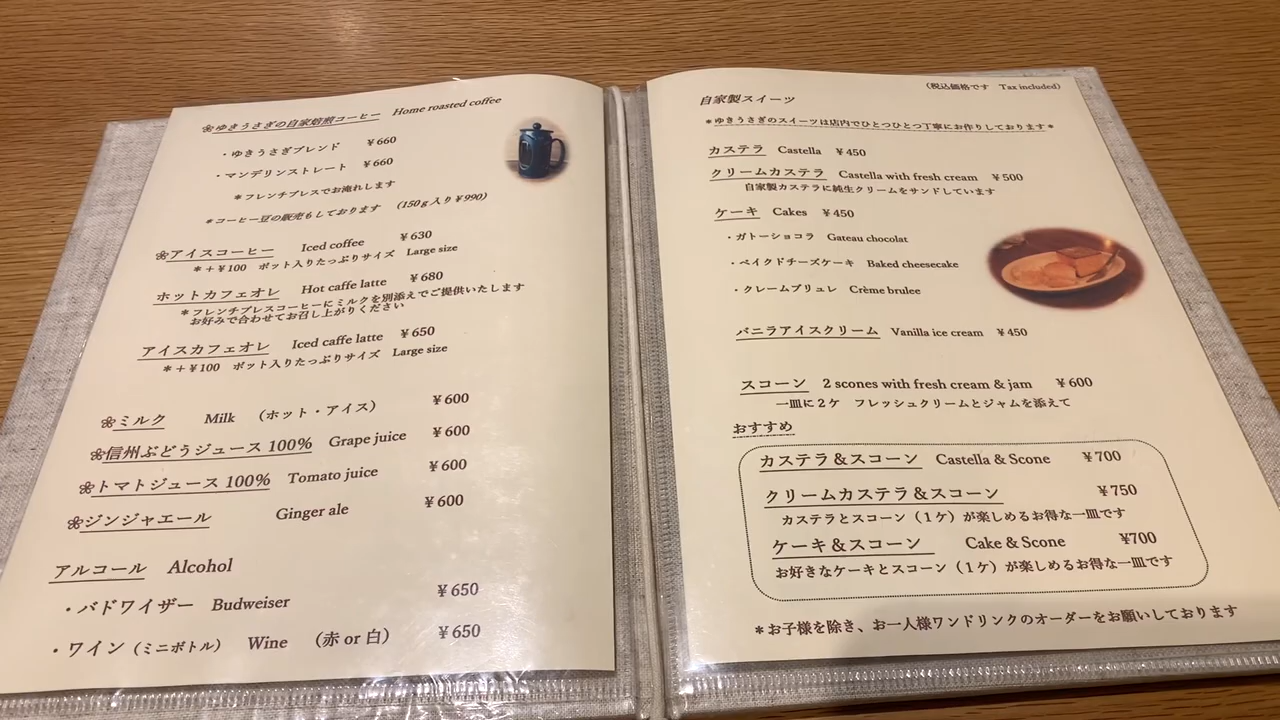 ❀ゆきうさぎの自家焙煎コーヒー Home roasted coffee
・ゆきうさぎブレンド ¥660
・マンデリンストレート ¥660
＊フレンチプレスでお淹れします
＊コーヒー豆の販売もしております （150g入り¥990）
❀アイスコーヒー Iced coffee ¥630
＊＋¥100 ポット入りたっぷりサイズ Large size
ホットカフェオレ Hot caffe latte ¥680
＊フレンチプレスコーヒーにミルクを別添えでご提供いたします
お好みで合わせてお召し上がりください
アイスカフェオレ Iced caffe latte ¥650
＊＋¥100 ポット入りたっぷりサイズ Large size
❀ミルク Milk （ホット・アイス） ¥600
❀信州ぶどうジュース 100% Grape juice ¥600
❀トマトジュース 100% Tomato juice ¥600
❀ジンジャエール Ginger ale ¥600
アルコール Alcohol
・バドワイザー Budweiser ¥650
・ワイン（ミニボトル） Wine （赤 or 白） ¥650
（税込価格です Tax included）
自家製スイーツ
＊ゆきうさぎのスイーツは店内でひとつひとつ丁寧にお作りしております＊
カステラ Castella ¥450
クリームカステラ Castella with fresh cream ¥500
自家製カステラに純生クリームをサンドしています
ケーキ Cakes ¥450
・ガトーショコラ Gateau chocolat
・ベイクドチーズケーキ Baked cheesecake
・クレームブリュレ Crème brulee
バニラアイスクリーム Vanilla ice cream ¥450
スコーン 2 scones with fresh cream & jam ¥600
一皿に２ケ フレッシュクリームとジャムを添えて
おすすめ
カステラ＆スコーン Castella & Scone ¥700
クリームカステラ＆スコーン ¥750
カステラとスコーン（１ケ）が楽しめるお得な一皿です
ケーキ＆スコーン Cake & Scone ¥700
お好きなケーキとスコーン（１ケ）が楽しめるお得な一皿です
＊お子様を除き、お一人様ワンドリンクのオーダーをお願いしております